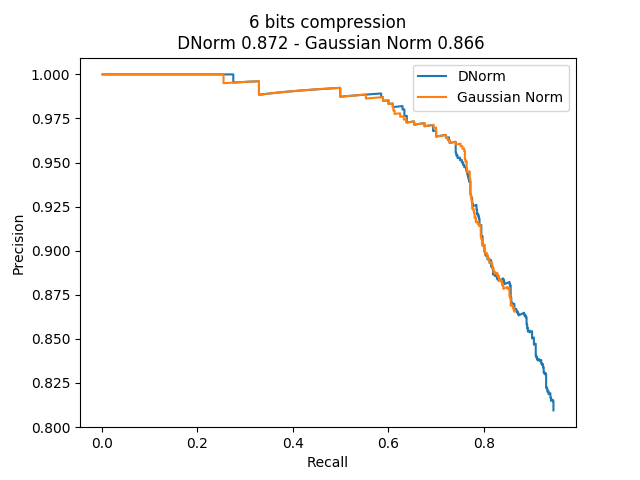 6 bits compression
DNorm 0.872 - Gaussian Norm 0.866
DNorm
Gaussian Norm
1.000
0.975
0.950
0.925
0.900
0.875
0.850
0.825
0.800
Precision
0.0
0.2
0.4
0.6
0.8
Recall